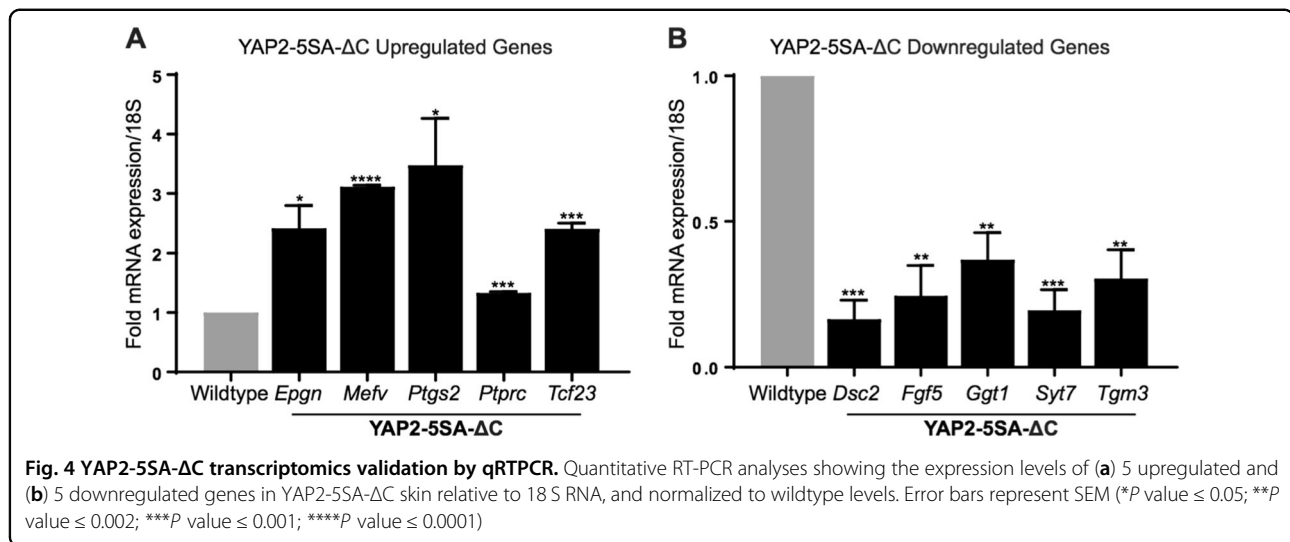 A
YAP2-5SA-ΔC Upregulated Genes
Fold mRNA expression/18S
5
4
3
2
1
0
*
****
*
***
***
Wildtype Epgn Mefv Ptgs2 Ptprc Tcf23
YAP2-5SA-ΔC
B
YAP2-5SA-ΔC Downregulated Genes
Fold mRNA expression/18S
1.0
0.5
0.0
***
**
**
***
**
Wildtype Dsc2 Fgf5 Ggt1 Syt7 Tgm3
YAP2-5SA-ΔC
Fig. 4 YAP2-5SA-ΔC transcriptomics validation by qRTPCR. Quantitative RT-PCR analyses showing the expression levels of (a) 5 upregulated and
(b) 5 downregulated genes in YAP2-5SA-ΔC skin relative to 18 S RNA, and normalized to wildtype levels. Error bars represent SEM (*P value ≤ 0.05; **P
value ≤ 0.002; ***P value ≤ 0.001; ****P value ≤ 0.0001)